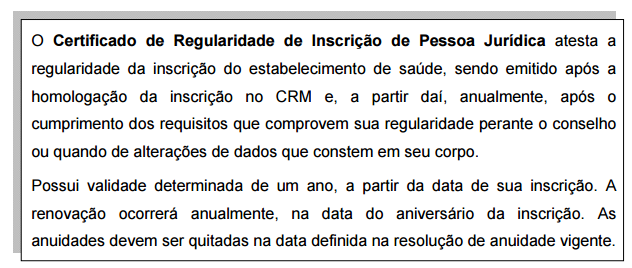 O Certificado de Regularidade de Inscrição de Pessoa Jurídica atesta a
regularidade da inscrição do estabelecimento de saúde, sendo emitido após a
homologação da inscrição no CRM e, a partir daí, anualmente, após o
cumprimento dos requisitos que comprovem sua regularidade perante o conselho
ou quando de alterações de dados que constem em seu corpo.
Possui validade determinada de um ano, a partir da data de sua inscrição. A
renovação ocorrerá anualmente, na data do aniversário da inscrição. As
anuidades devem ser quitadas na data definida na resolução de anuidade vigente.